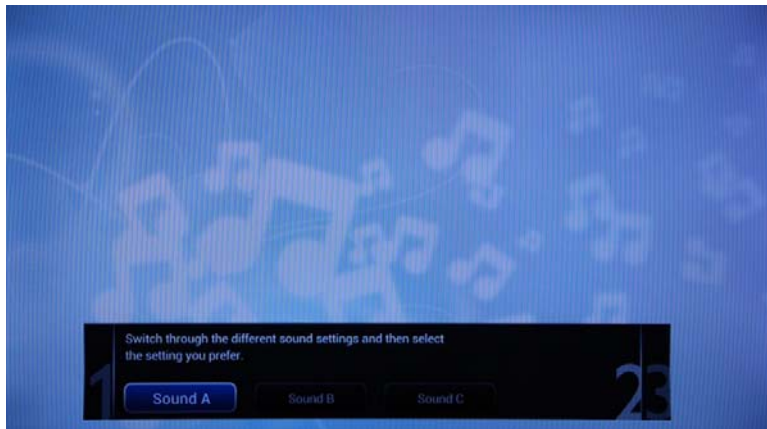 Switch through the different sound settings and then select
the setting you prefer.
1
Sound A
Sound B
Sound C
2
3